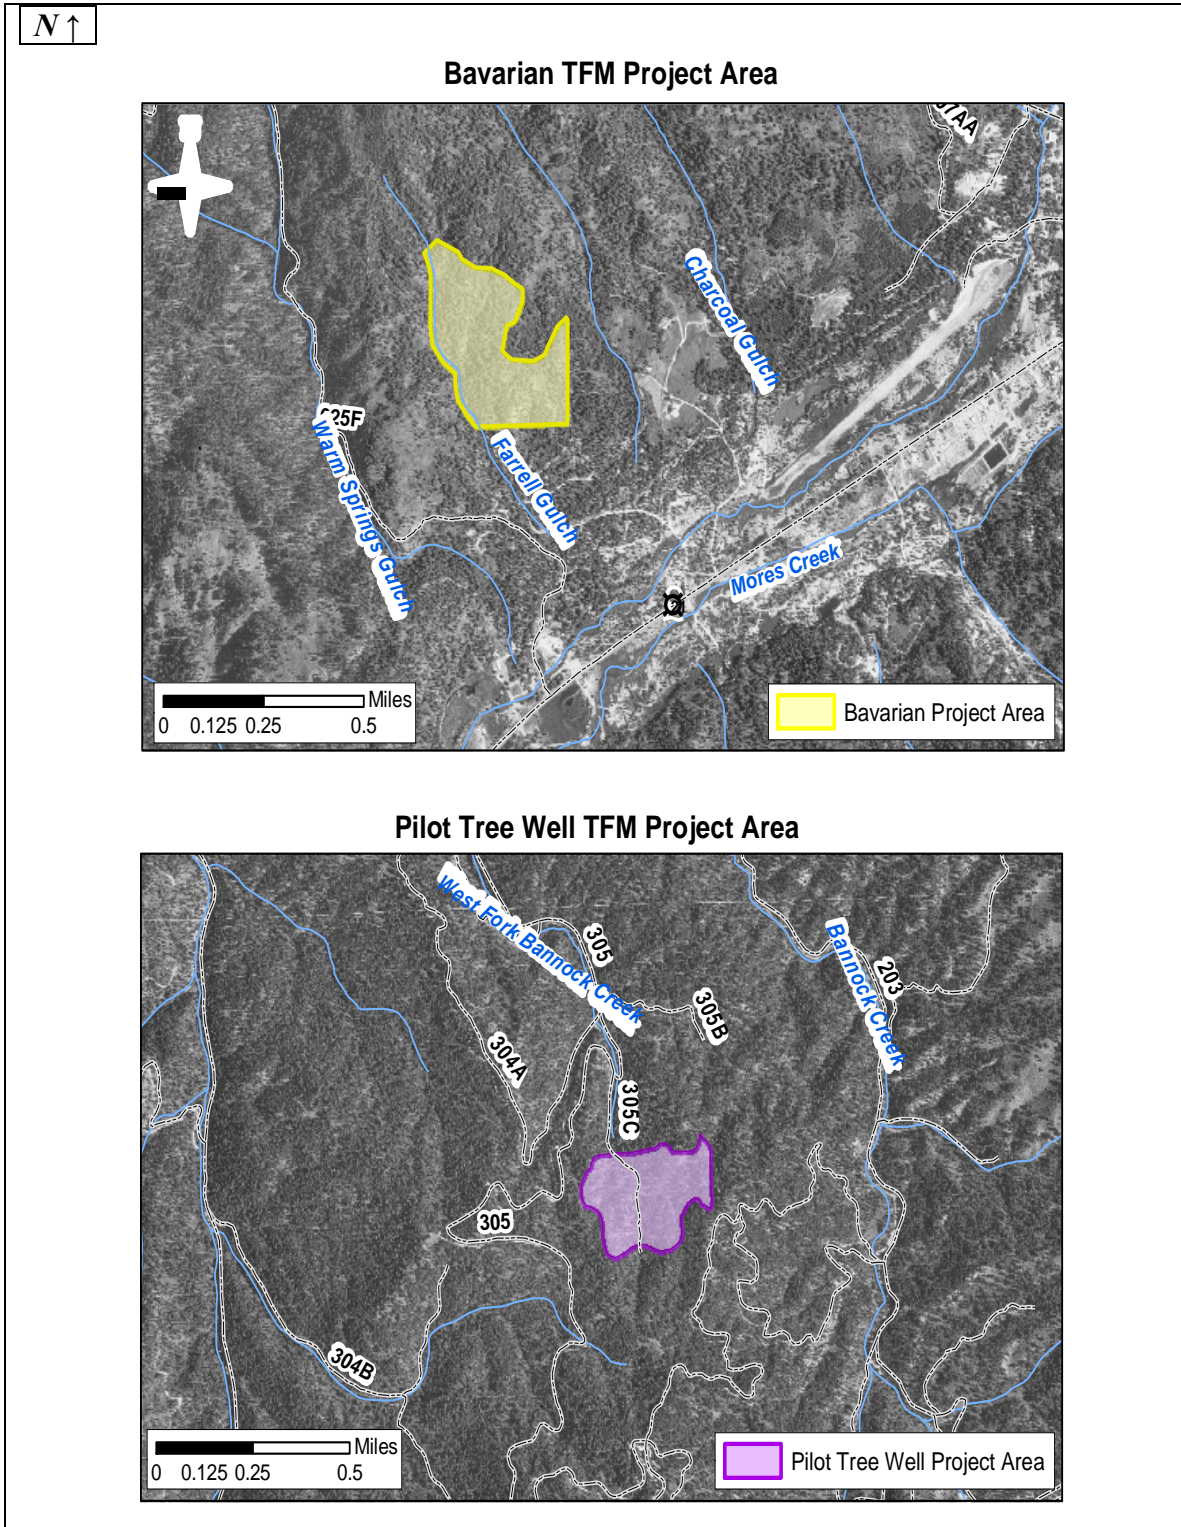 N ↑
Bavarian TFM Project Area
Charcoal Gulch
Warm Springs Gulch
Farrell Gulch
Mores Creek
Miles
0 0.125 0.25 0.5
Bavarian Project Area
Pilot Tree Well TFM Project Area
West Fork Bannock Creek
305
Bannock Creek
203
305B
304A
305C
305
304B
Miles
0 0.125 0.25 0.5
Pilot Tree Well Project Area